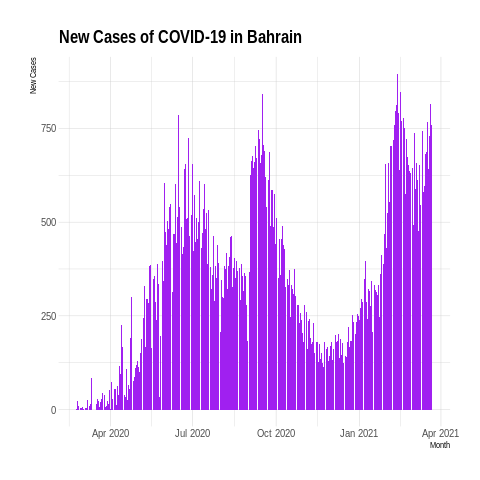 New Cases of COVID-19 in Bahrain
New Cases
750
500
250
0
Apr 2020
Jul 2020
Oct 2020
Jan 2021
Apr 2021
Month